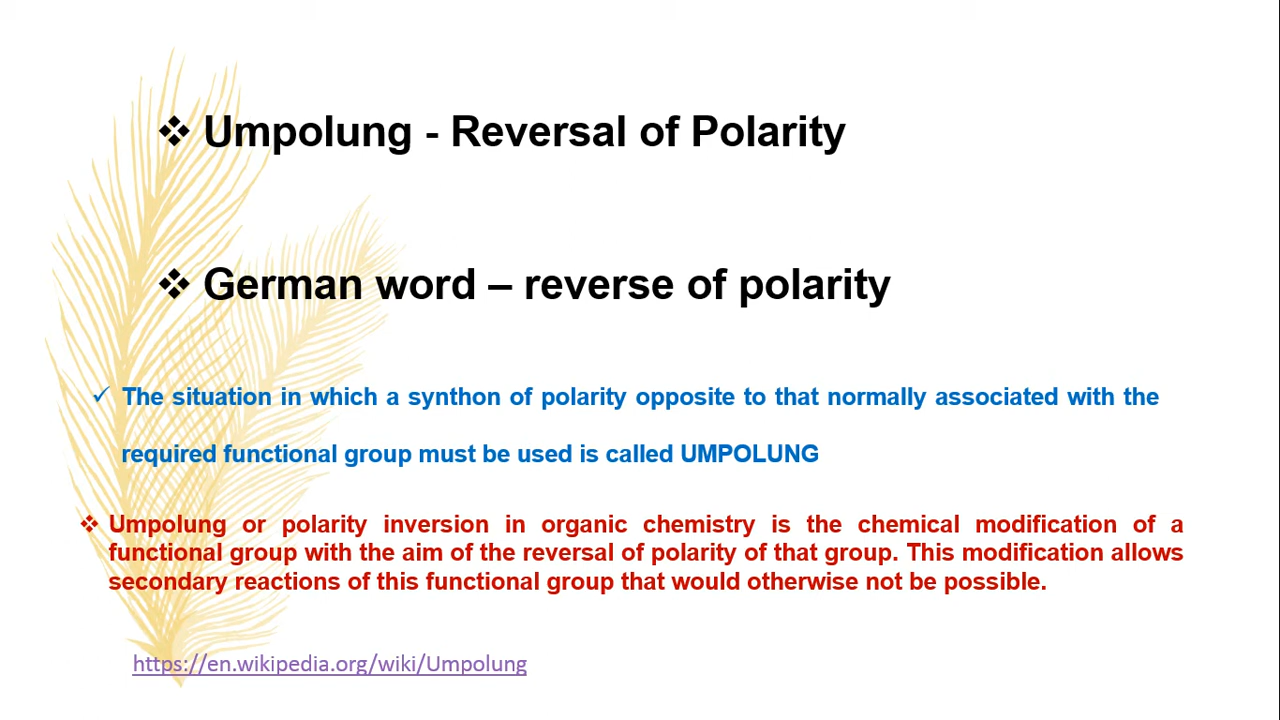 ❖ Umpolung - Reversal of Polarity
❖ German word – reverse of polarity
✓ The situation in which a synthon of polarity opposite to that normally associated with the
required functional group must be used is called UMPOLUNG
❖ Umpolung or polarity inversion in organic chemistry is the chemical modification of a
functional group with the aim of the reversal of polarity of that group. This modification allows
secondary reactions of this functional group that would otherwise not be possible.
https://en.wikipedia.org/wiki/Umpolung